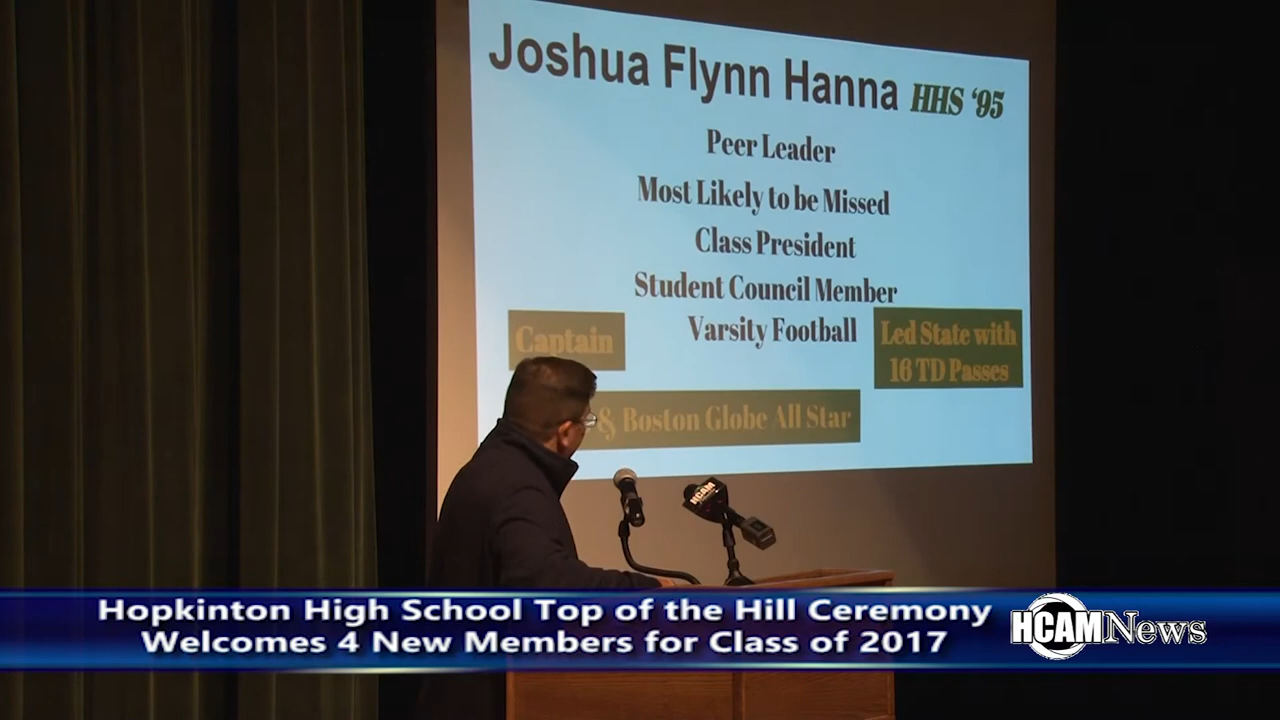 Joshua Flynn Hanna HHS ‘95
Peer Leader
Most Likely to be Missed
Class President
Student Council Member
Captain
Varsity Football
Led State with
16 TD Passes
& Boston Globe All Star
HCAM
Hopkinton High School Top of the Hill Ceremony
Welcomes 4 New Members for Class of 2017
HCAMNews